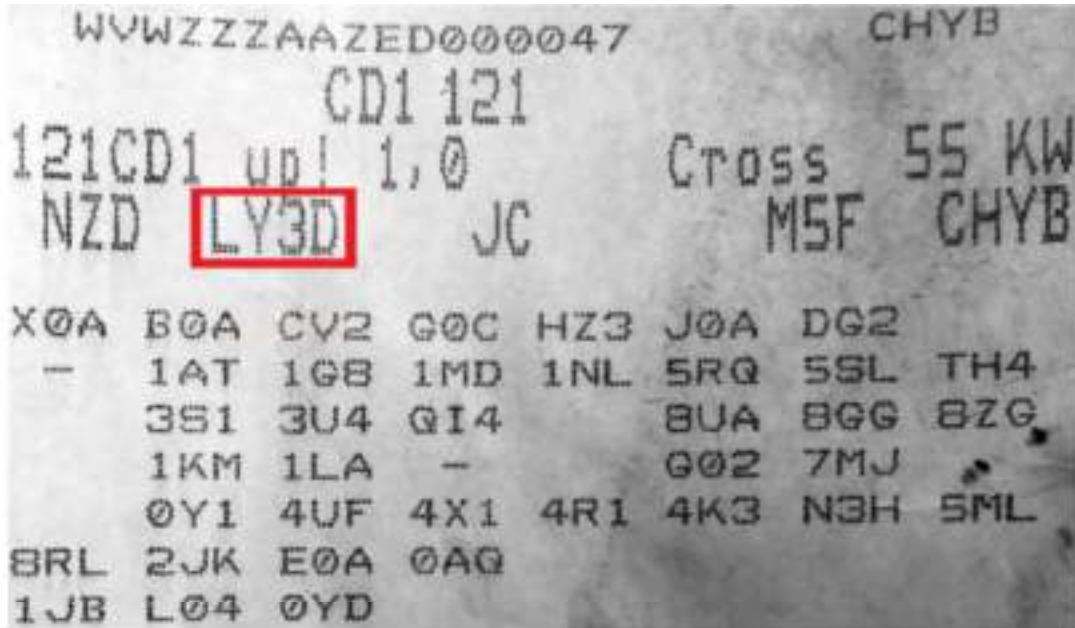 WVWZZZAAZED000047 CHYB
CD1 121
121CD1 up! 1,0 Cross 55 KW
NZD LY3D JC M5F CHYB
X0A B0A CV2 G0C HZ3 J0A DG2
- 1AT 1G8 1MD 1NL 5RQ 5SL TH4
3S1 3U4 QI4 8UA 8GG 8ZG
1KM 1LA - G02 7MJ
0Y1 4UF 4X1 4R1 4K3 N3H 5ML
8RL 2JK E0A 0AQ
1JB L04 0YD